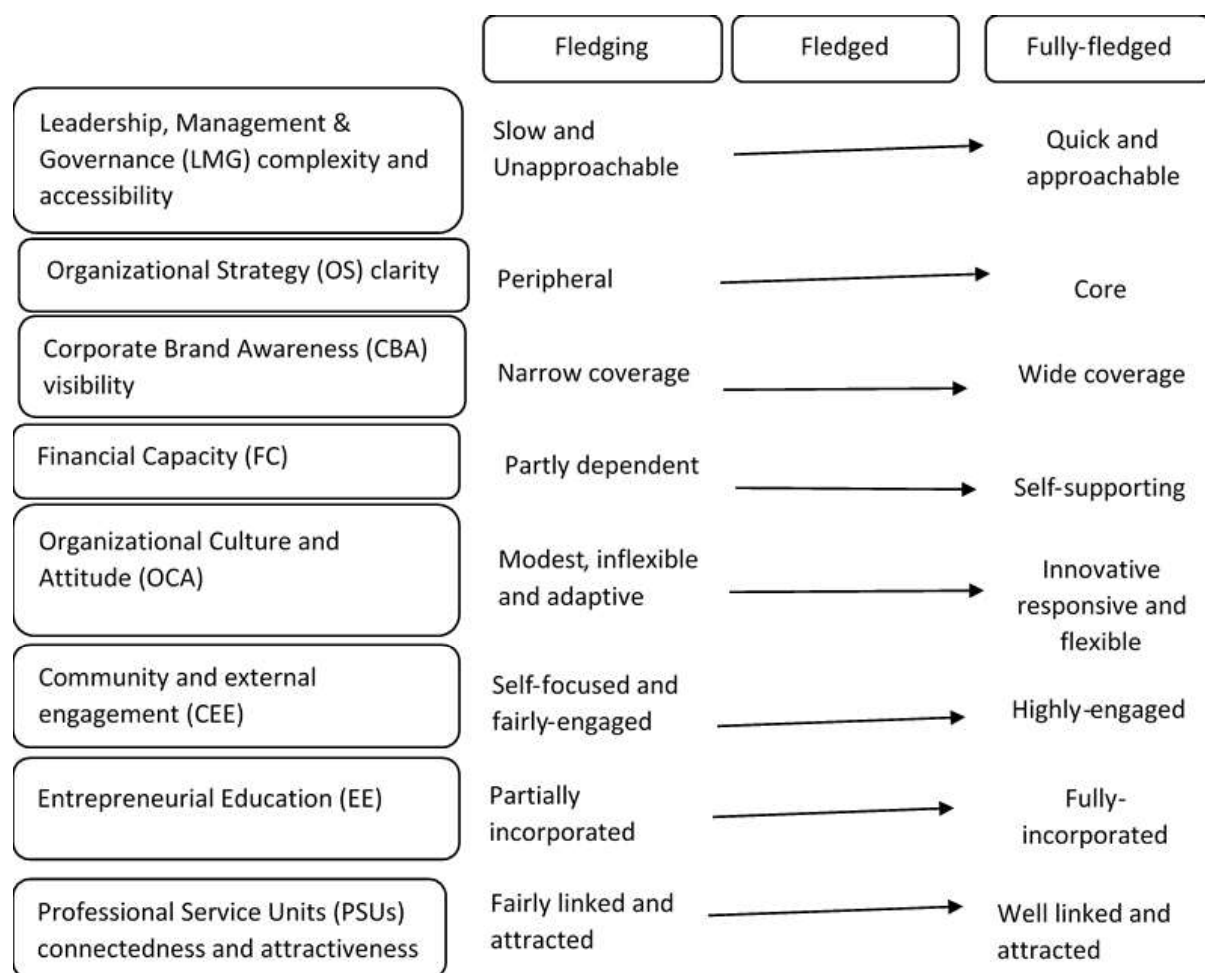 Fledging
Fledged
Fully-fledged
Leadership, Management &
Governance (LMG) complexity and
accessibility
Slow and
Unapproachable
Quick and
approachable
Organizational Strategy (OS) clarity
Peripheral
Core
Corporate Brand Awareness (CBA)
visibility
Narrow coverage
Wide coverage
Financial Capacity (FC)
Partly dependent
Self-supporting
Organizational Culture and
Attitude (OCA)
Modest, inflexible
and adaptive
Innovative
responsive and
flexible
Community and external
engagement (CEE)
Self-focused and
fairly-engaged
Highly-engaged
Entrepreneurial Education (EE)
Partially
incorporated
Fully-
incorporated
Professional Service Units (PSUs)
connectedness and attractiveness
Fairly linked and
attracted
Well linked and
attracted